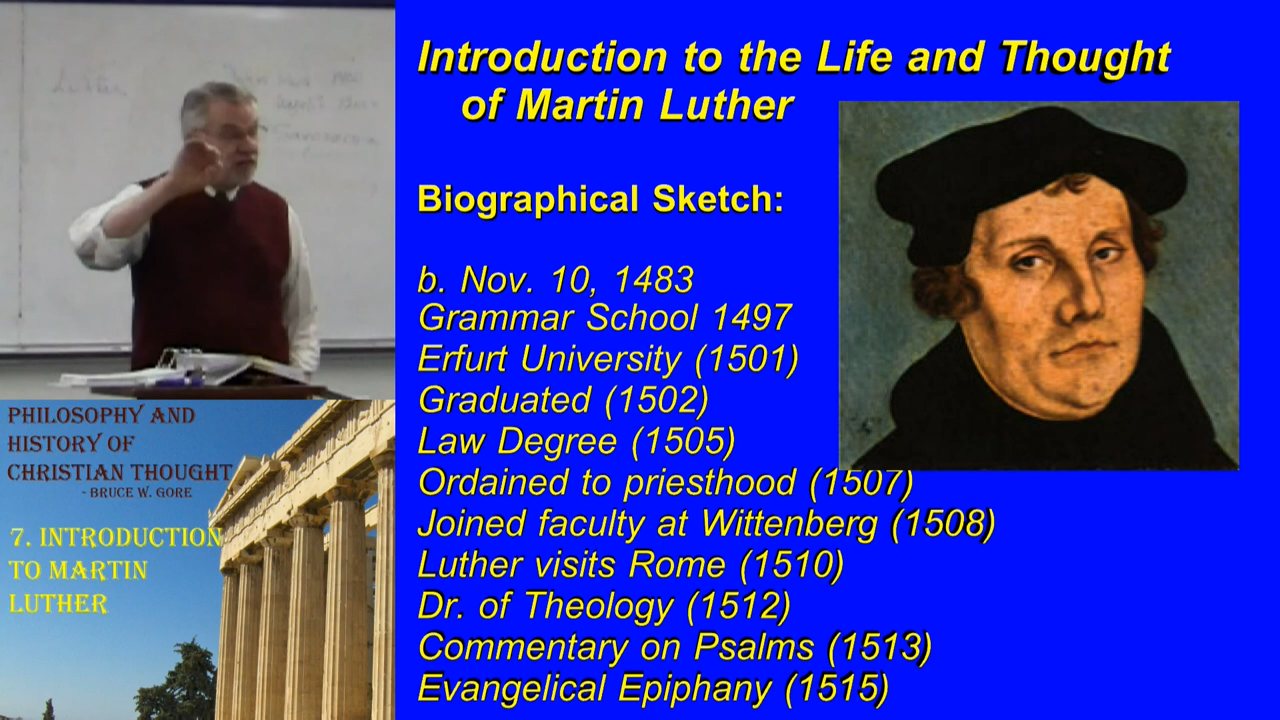 Luther
Introduction to the Life and Thought
of Martin Luther
Biographical Sketch:
b. Nov. 10, 1483
Grammar School 1497
Erfurt University (1501)
Graduated (1502)
Law Degree (1505)
Ordained to priesthood (1507)
Joined faculty at Wittenberg (1508)
Luther visits Rome (1510)
Dr. of Theology (1512)
Commentary on Psalms (1513)
Evangelical Epiphany (1515)
PHILOSOPHY AND
HISTORY OF
CHRISTIAN THOUGHT
- BRUCE W. GORE
7. INTRODUCTION
TO MARTIN
LUTHER